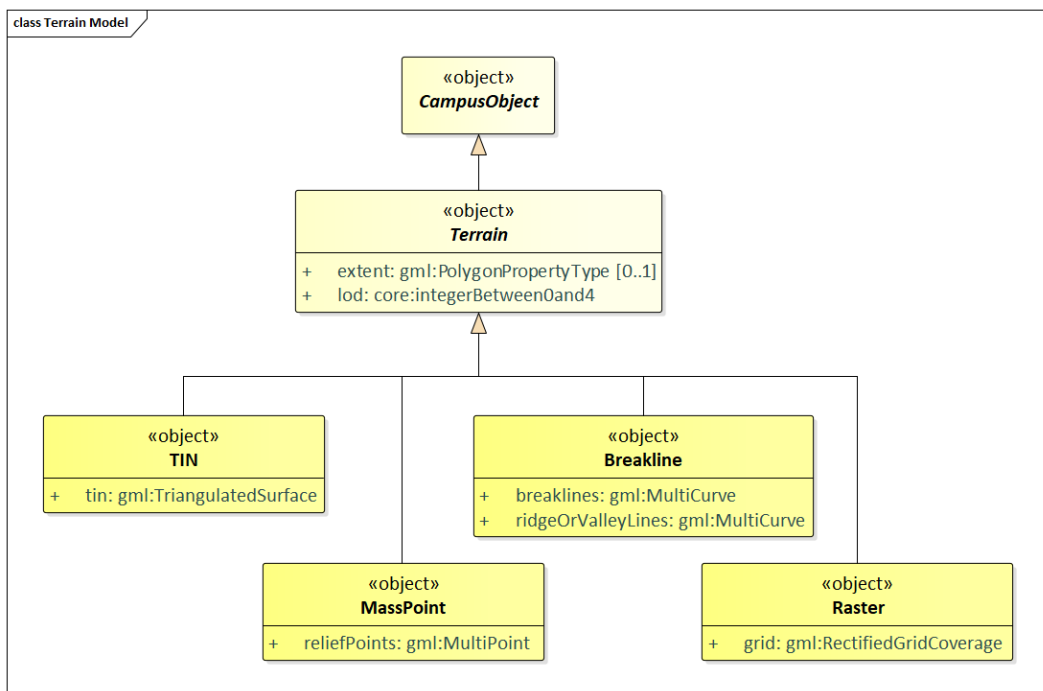 class Terrain Model
«object»
CampusObject
«object»
Terrain
+ extent: gml:PolygonPropertyType [0..1]
+ lod: core:integerBetween0and4
«object»
TIN
+ tin: gml:TriangulatedSurface
«object»
Breakline
+ breaklines: gml:MultiCurve
+ ridgeOrValleyLines: gml:MultiCurve
«object»
MassPoint
+ reliefPoints: gml:MultiPoint
«object»
Raster
+ grid: gml:RectifiedGridCoverage